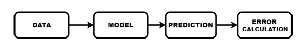 DATA
MODEL
PREDICTION
ERROR
CALCULATION